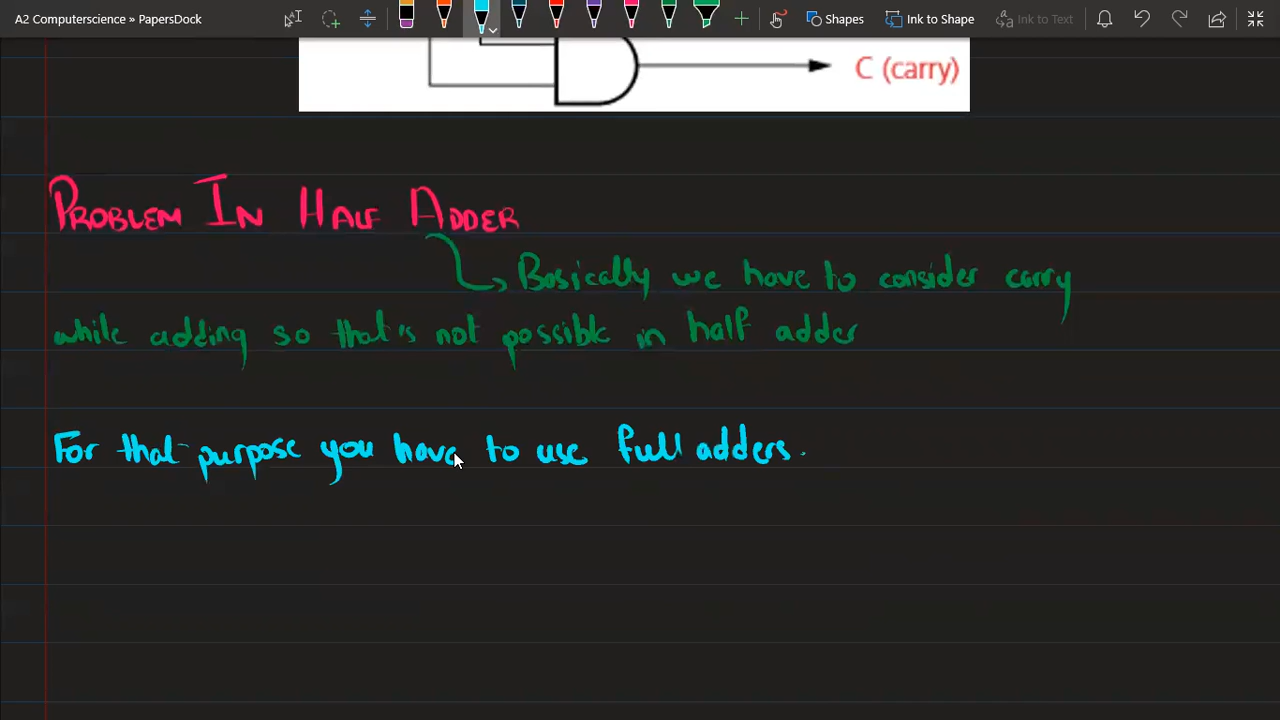 A2 Computerscience » PapersDock
Shapes
Ink to Shape
Ink to Text
C (carry)
PROBLEM IN HALF ADDER
Basically we have to consider carry
while adding so that's not possible in half adder
For that purpose you have to use full adders.